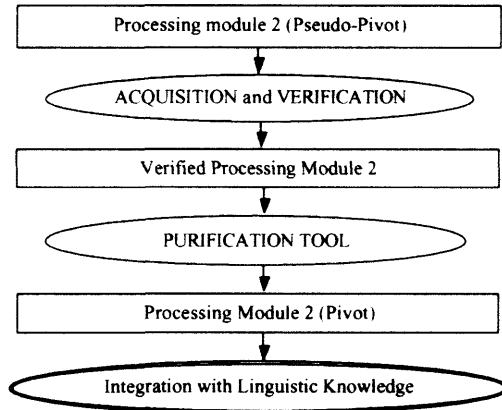 Processing module 2 (Pseudo-Pivot)
ACQUISITION and VERIFICATION
Verified Processing Module 2
PURIFICATION TOOL
Processing Module 2 (Pivot)
Integration with Linguistic Knowledge